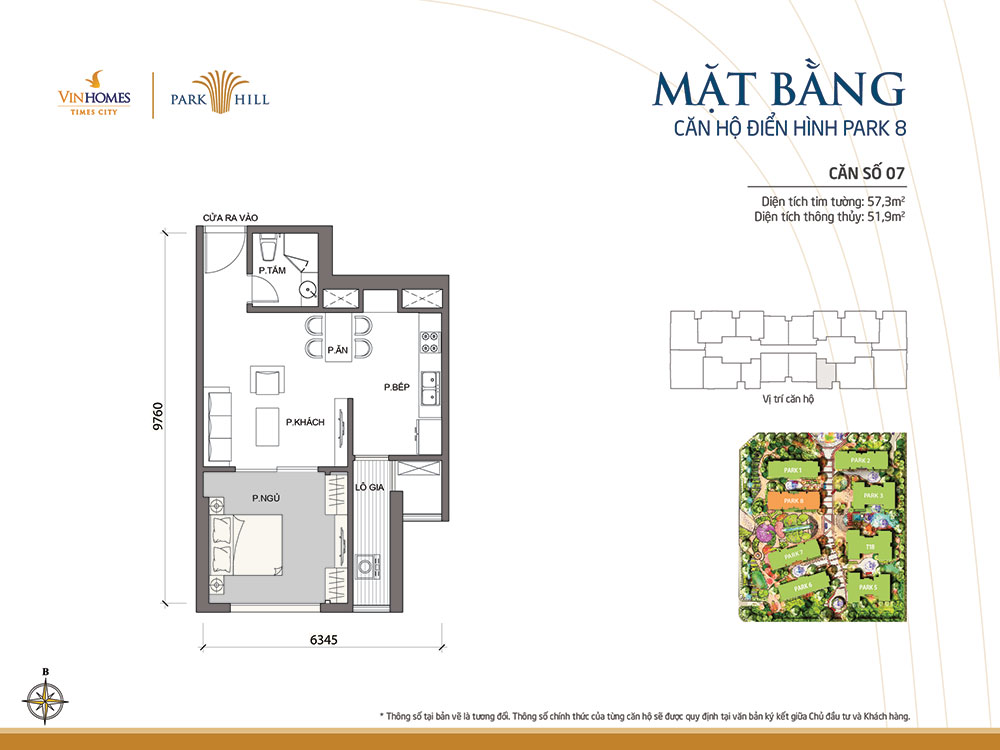 VINHOMES
TIMES CITY
PARK HILL
MẶT BẰNG
CĂN HỘ ĐIỂN HÌNH PARK 8
CĂN SỐ 07
Diện tích tim tường: 57,3m²
Diện tích thông thủy: 51,9m²
CỬA RA VÀO
P.TẮM
P.ĂN
P.BẾP
P.KHÁCH
9760
P.NGỦ
LÔ GIA
6345
Vị trí căn hộ
PARK 1
PARK 2
PARK 8
PARK 3
PARK 7
T18
PARK 6
PARK 5
B
* Thông số tại bản vẽ là tương đối. Thông số chính thức của từng căn hộ sẽ được quy định tại văn bản ký kết giữa Chủ đầu tư và Khách hàng.